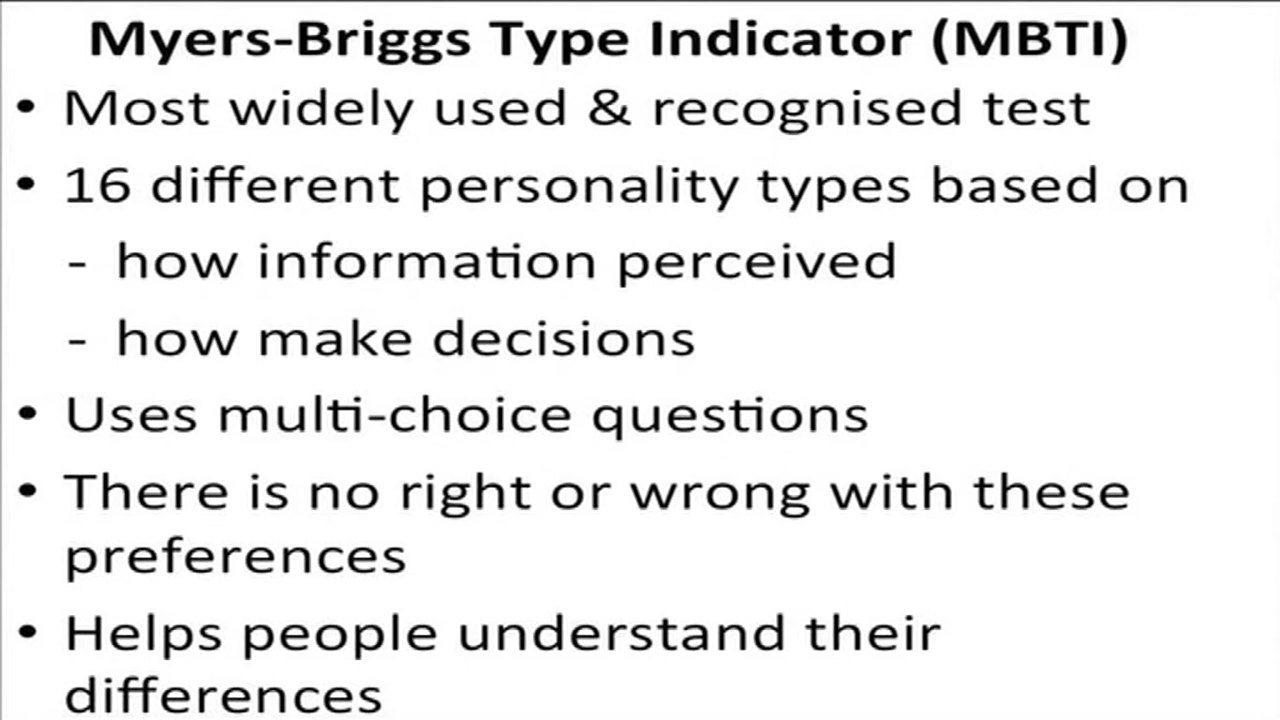 Myers-Briggs Type Indicator (MBTI)
• Most widely used & recognised test
• 16 different personality types based on
- how information perceived
- how make decisions
• Uses multi-choice questions
• There is no right or wrong with these
preferences
• Helps people understand their
differences